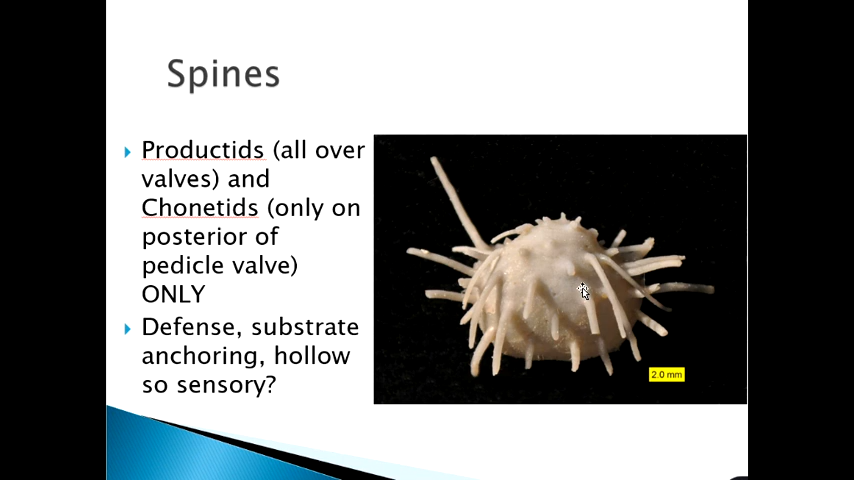 Spines
Productids (all over
valves) and
Chonetids (only on
posterior of
pedicle valve)
ONLY
Defense, substrate
anchoring, hollow
so sensory?
2.0 mm